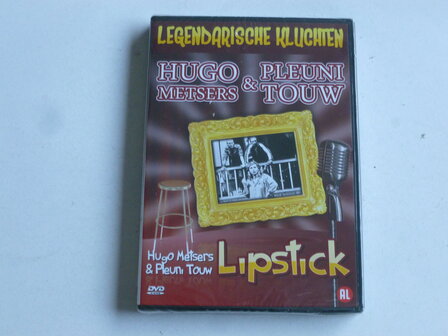 LEGENDARISCHE KLUCHTEN
HUGO METSERS
&
PLEUNI TOUW
Hugo Metsers
& Pleuni Touw
Lipstick
DVD
AL